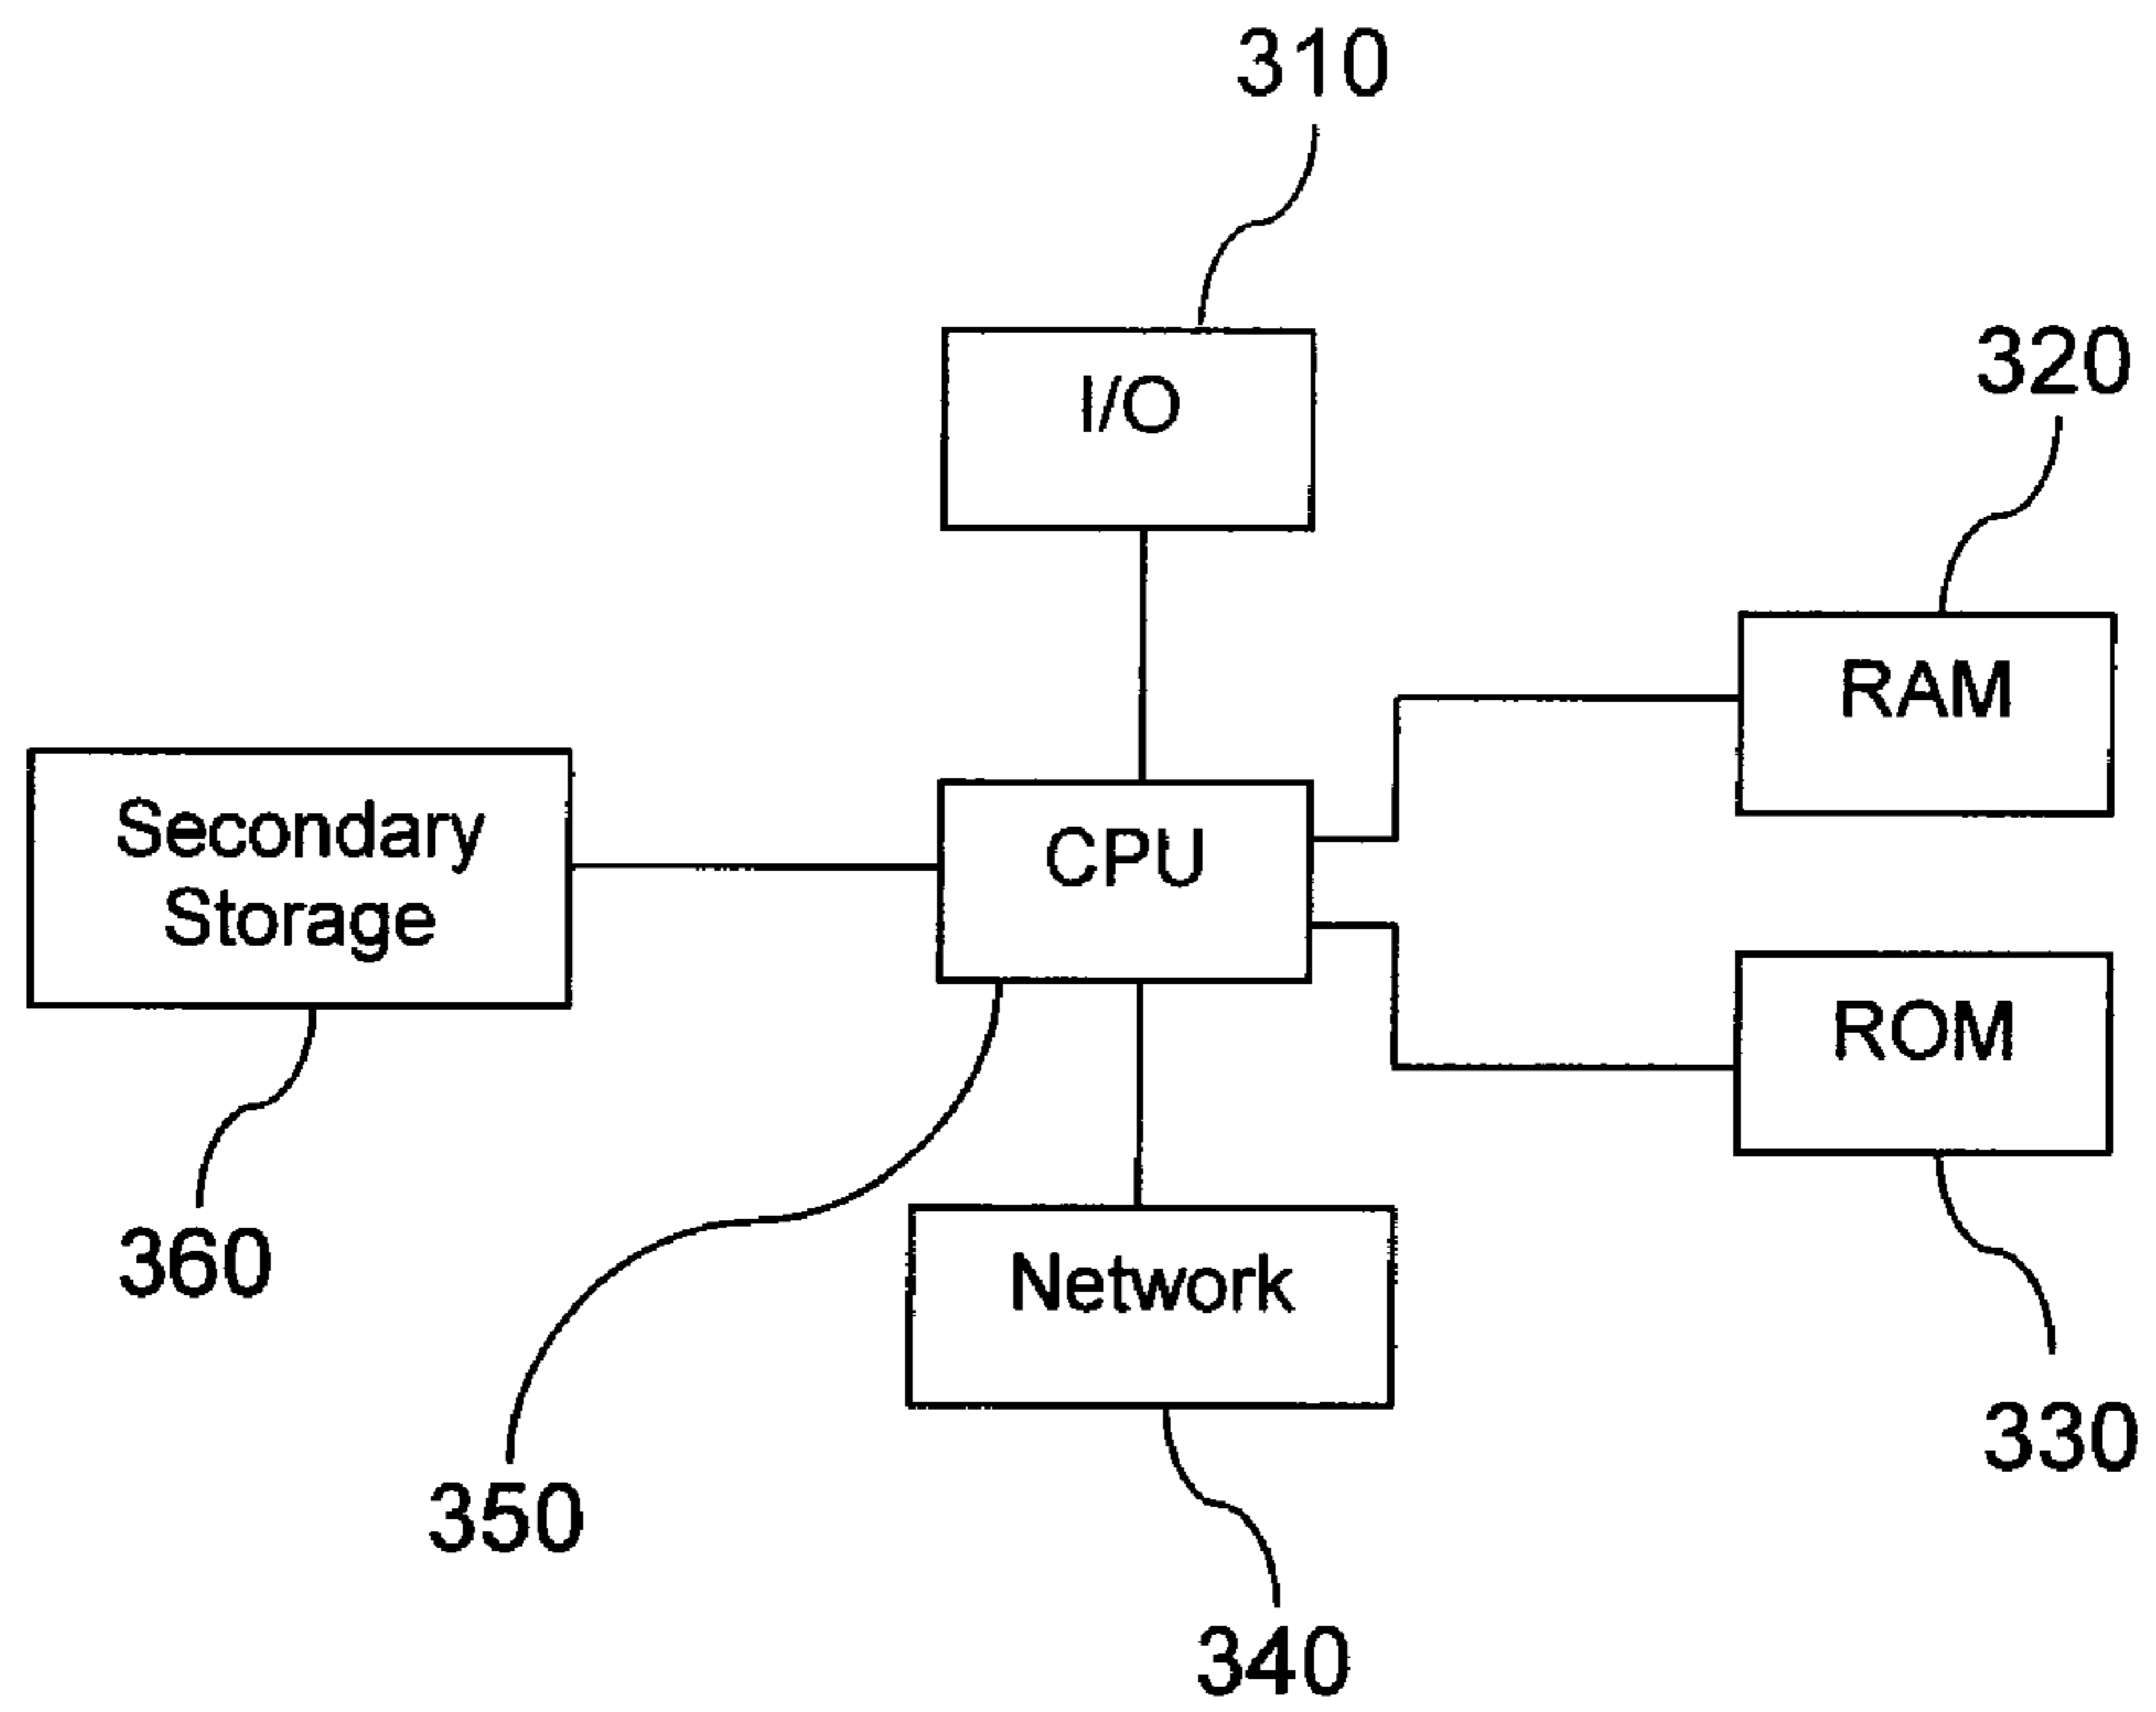 310
I/O
320
RAM
Secondary
Storage
CPU
ROM
360
Network
330
350
340